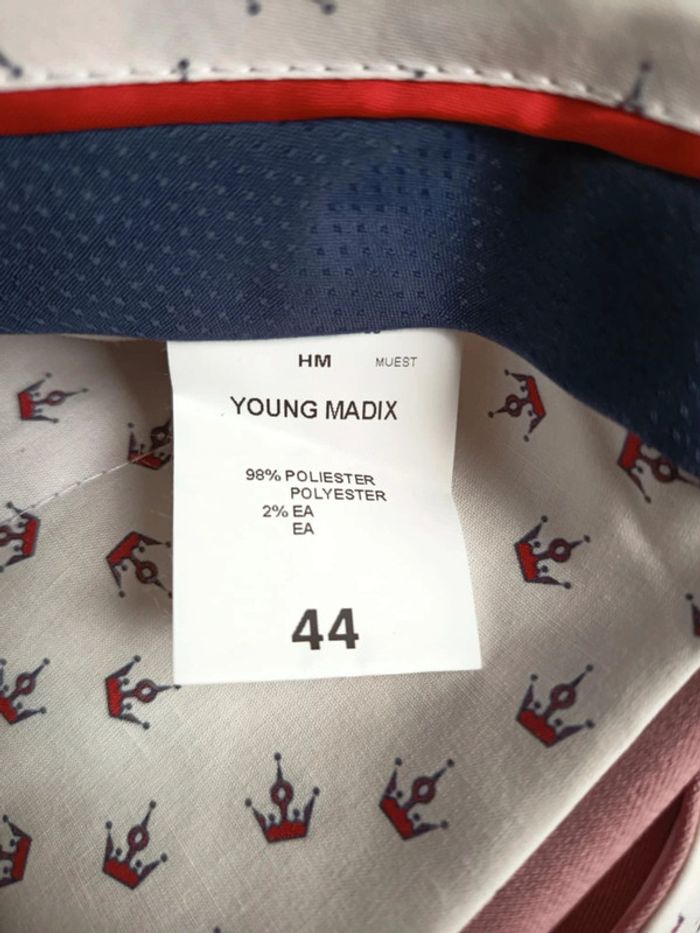 HM MUEST
YOUNG MADIX
98% POLIESTER
POLYESTER
2% EA
EA
44